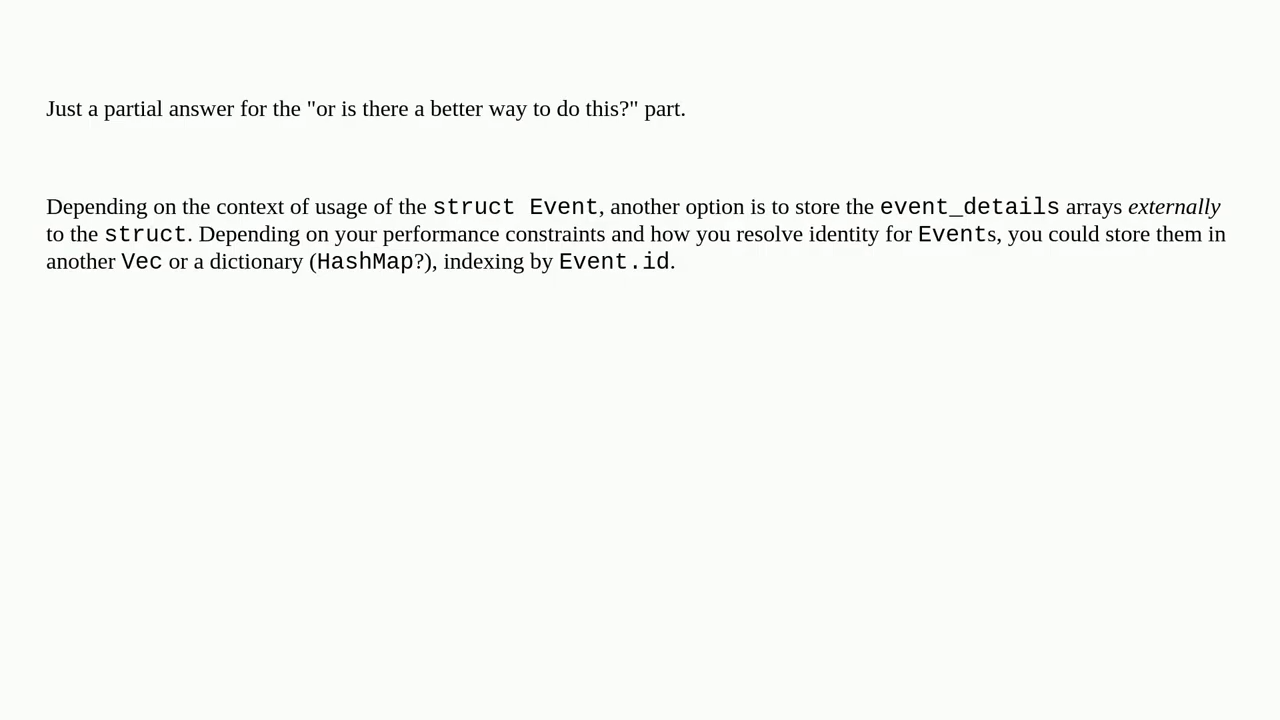 Just a partial answer for the "or is there a better way to do this?" part.
Depending on the context of usage of the struct Event, another option is to store the event_details arrays externally
to the struct. Depending on your performance constraints and how you resolve identity for Events, you could store them in
another Vec or a dictionary (HashMap?), indexing by Event.id.